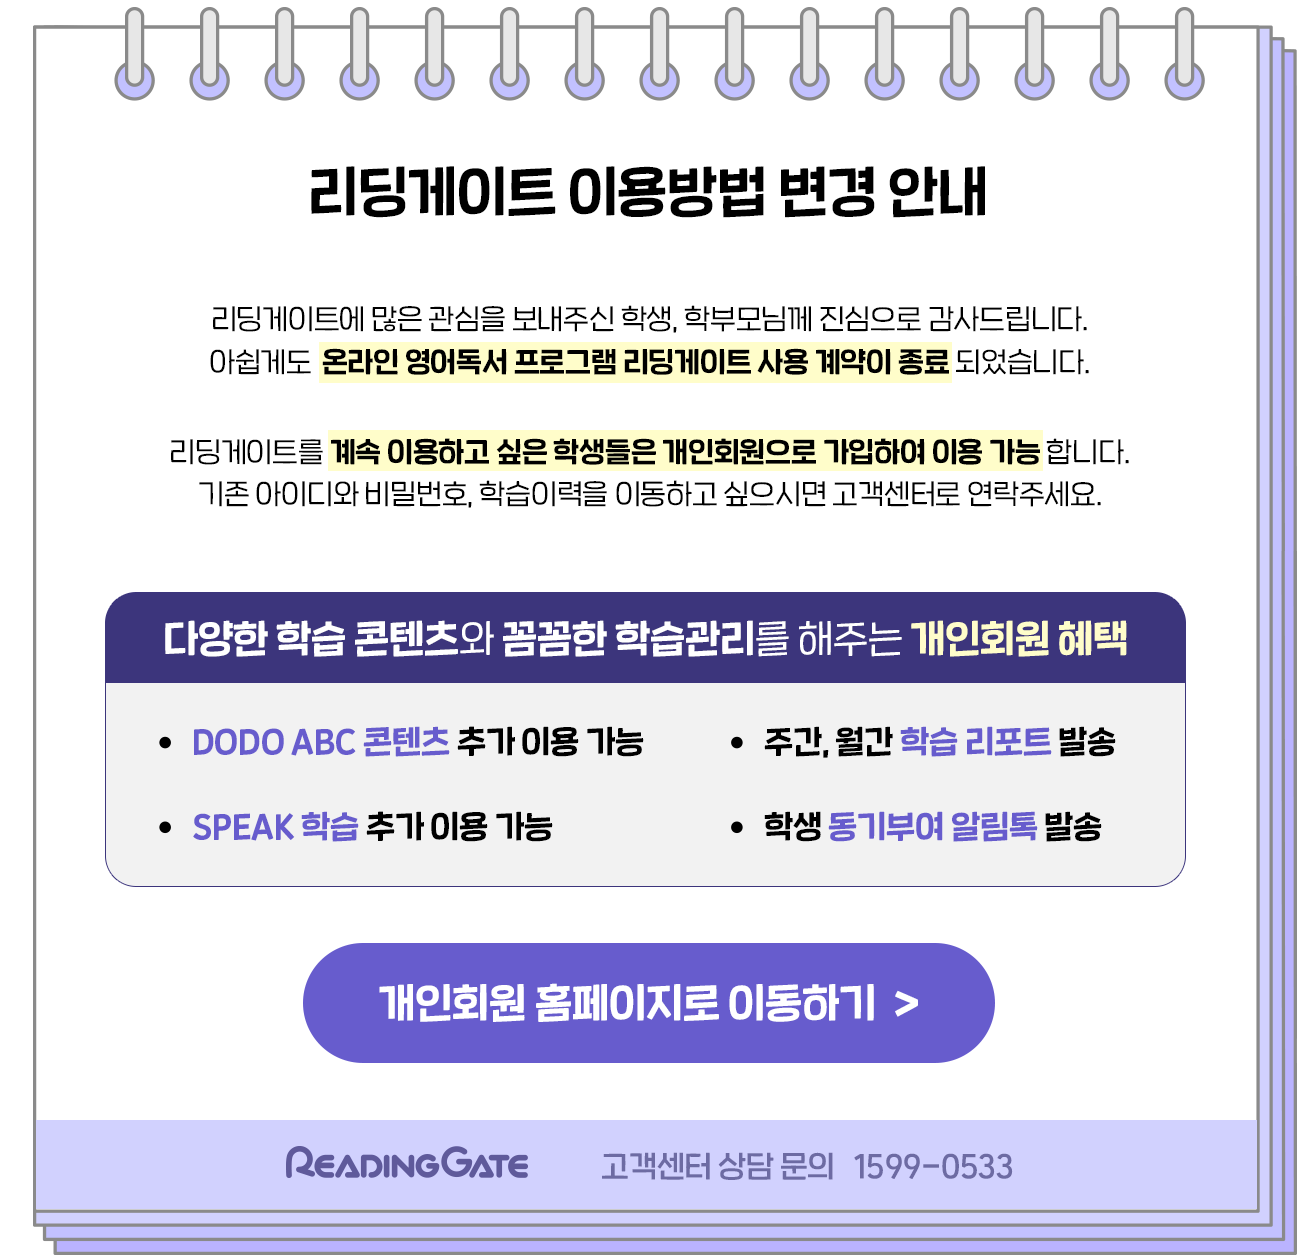 리딩게이트 이용방법 변경 안내
리딩게이트에 많은 관심을 보내주신 학생, 학부모님께 진심으로 감사드립니다.
아쉽게도 온라인 영어독서 프로그램 리딩게이트 사용 계약이 종료 되었습니다.
리딩게이트를 계속 이용하고 싶은 학생들은 개인회원으로 가입하여 이용 가능 합니다.
기존 아이디와 비밀번호, 학습이력을 이동하고 싶으시면 고객센터로 연락주세요.
다양한 학습 콘텐츠와 꼼꼼한 학습관리를 해주는 개인회원 혜택
• DODO ABC 콘텐츠 추가 이용 가능
• 주간, 월간 학습 리포트 발송
• SPEAK 학습 추가 이용 가능
• 학생 동기부여 알림톡 발송
개인회원 홈페이지로 이동하기 >
READINGGATE 고객센터 상담 문의 1599-0533